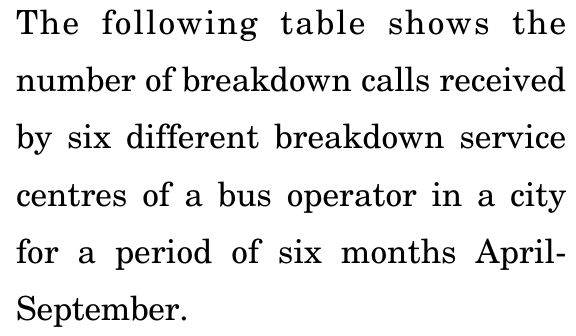 The following table shows the
number of breakdown calls received
by six different breakdown service
centres of a bus operator in a city
for a period of six months April-
September.